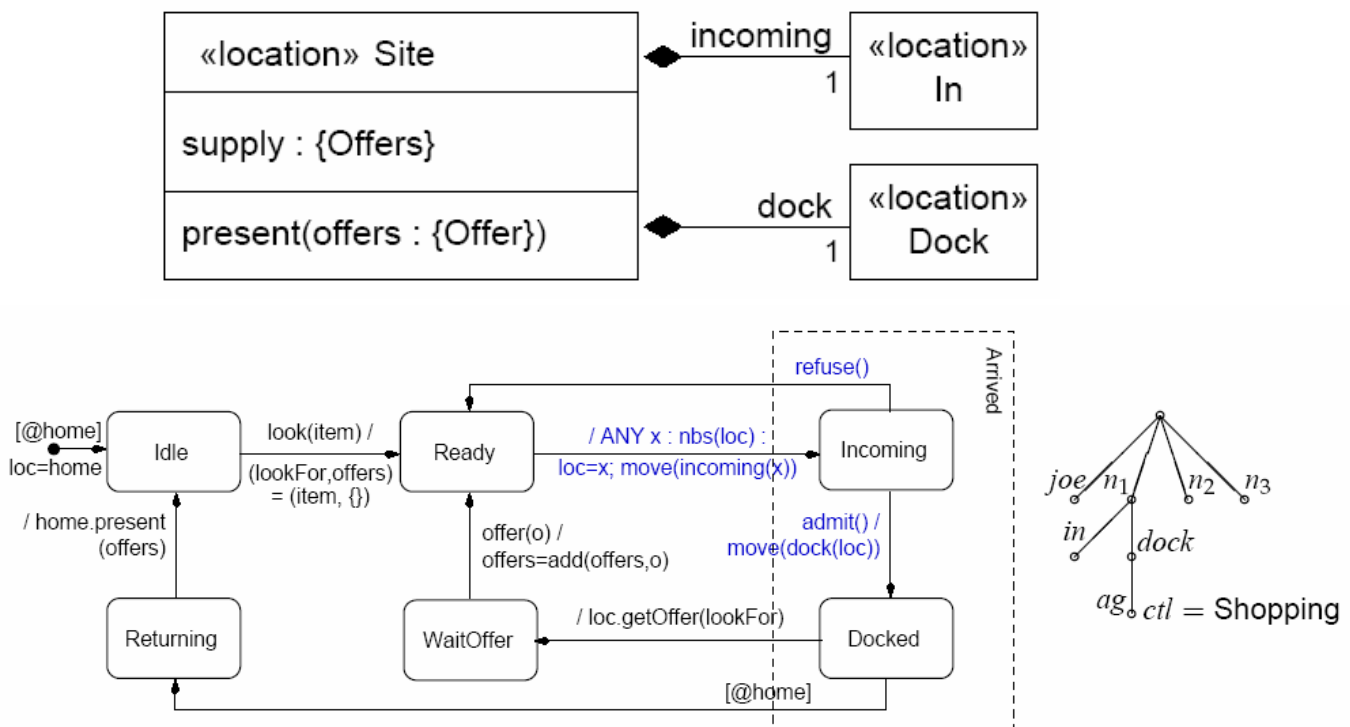 «location» Site
supply : {Offers}
present(offers : {Offer})
incoming
1
«location»
In
dock
1
«location»
Dock
[@home]
loc=home
Idle
look(item) /
(lookFor,offers)
= (item, {})
Ready
/ ANY x : nbs(loc) :
loc=x; move(incoming(x))
refuse()
Arrived
Incoming
/ home.present
(offers)
offer(o) /
offers=add(offers,o)
admit() /
move(dock(loc))
Returning
WaitOffer
/ loc.getOffer(lookFor)
Docked
[@home]
joe
n1
n2
n3
in
dock
ag
ctl = Shopping